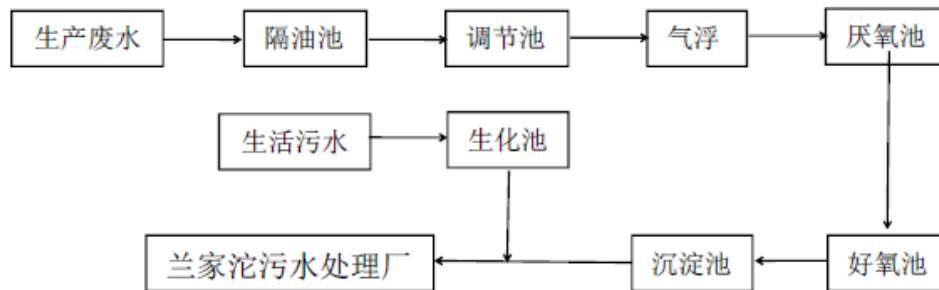 生产废水
隔油池
调节池
气浮
厌氧池
生活污水
生化池
兰家沱污水处理厂
沉淀池
好氧池